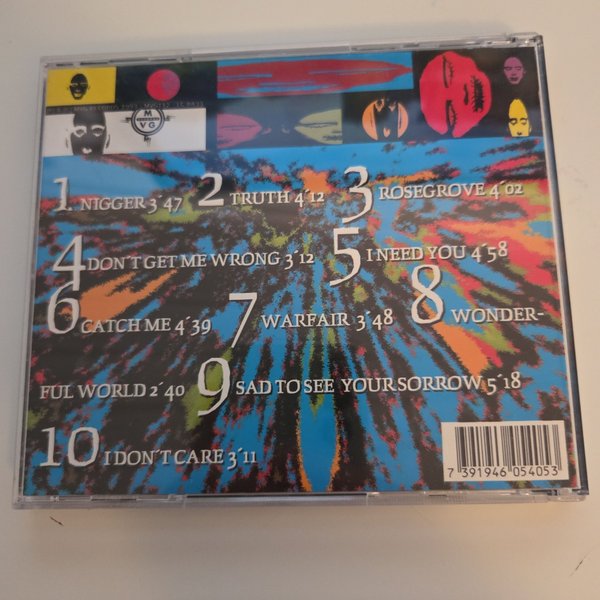 M
VG
1. NIGGER 3´47 2 TRUTH 4´12 3 ROSEGROVE 4´02
4 DON´T GET ME WRONG 3´12 5 I NEED YOU 4´58
6 CATCH ME 4´39 7 WARFAIR 3´48 8 WONDER-
FUL WORLD 2´40 9 SAD TO SEE YOUR SORROW 5´18
10 I DON´T CARE 3´11
7 391946 054053